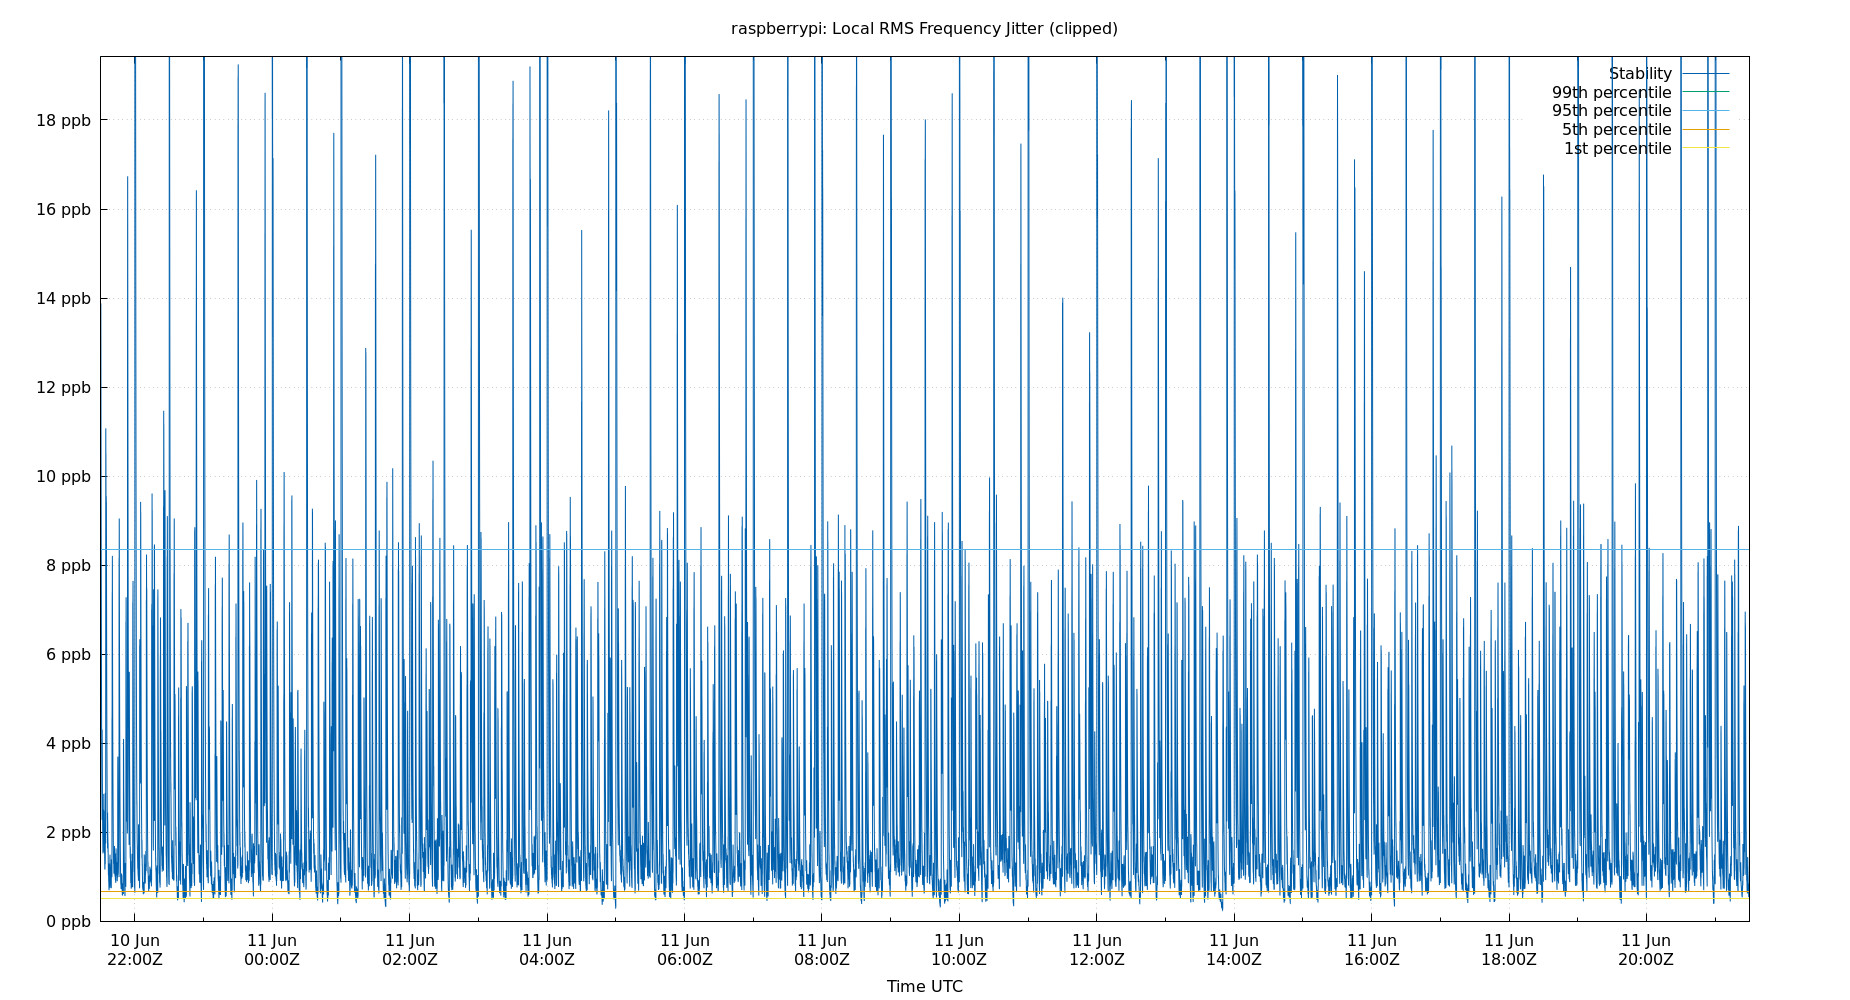 raspberrypi: Local RMS Frequency Jitter (clipped)
Stability
99th percentile
95th percentile
5th percentile
1st percentile
18 ppb
16 ppb
14 ppb
12 ppb
10 ppb
8 ppb
6 ppb
4 ppb
2 ppb
0 ppb
10 Jun 11 Jun 11 Jun 11 Jun 11 Jun 11 Jun 11 Jun 11 Jun 11 Jun 11 Jun 11 Jun 11 Jun
22:00Z 00:00Z 02:00Z 04:00Z 06:00Z 08:00Z 10:00Z 12:00Z 14:00Z 16:00Z 18:00Z 20:00Z
Time UTC